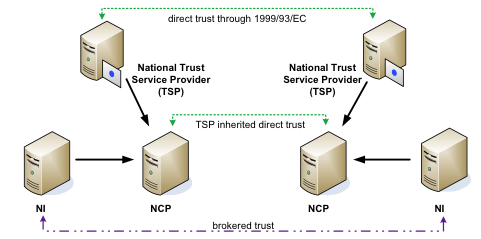 direct trust through 1999/93/EC
National Trust
Service Provider
(TSP)
National Trust
Service Provider
(TSP)
TSP inherited direct trust
NI
NCP
NCP
NI
brokered trust